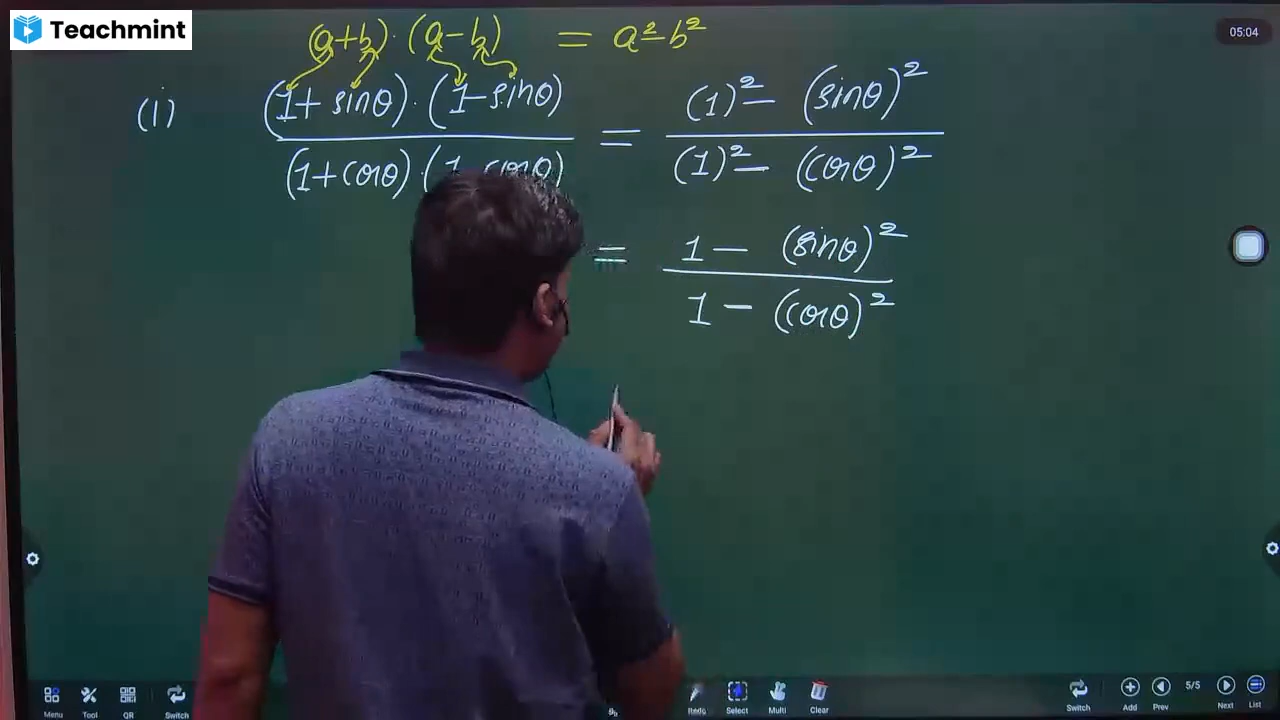 Teachmint
(a+b)·(a-b) = a²-b²
05:04
(i) (1+ sinθ)·(1-sinθ) / (1+cosθ)·(1-cosθ) = (1)²- (sinθ)² / (1)²- (cosθ)²
= 1- (sinθ)² / 1- (cosθ)²
Menu Tool QR Switch Redo Select Multi Clear Switch Add Prev 5/5 Next List